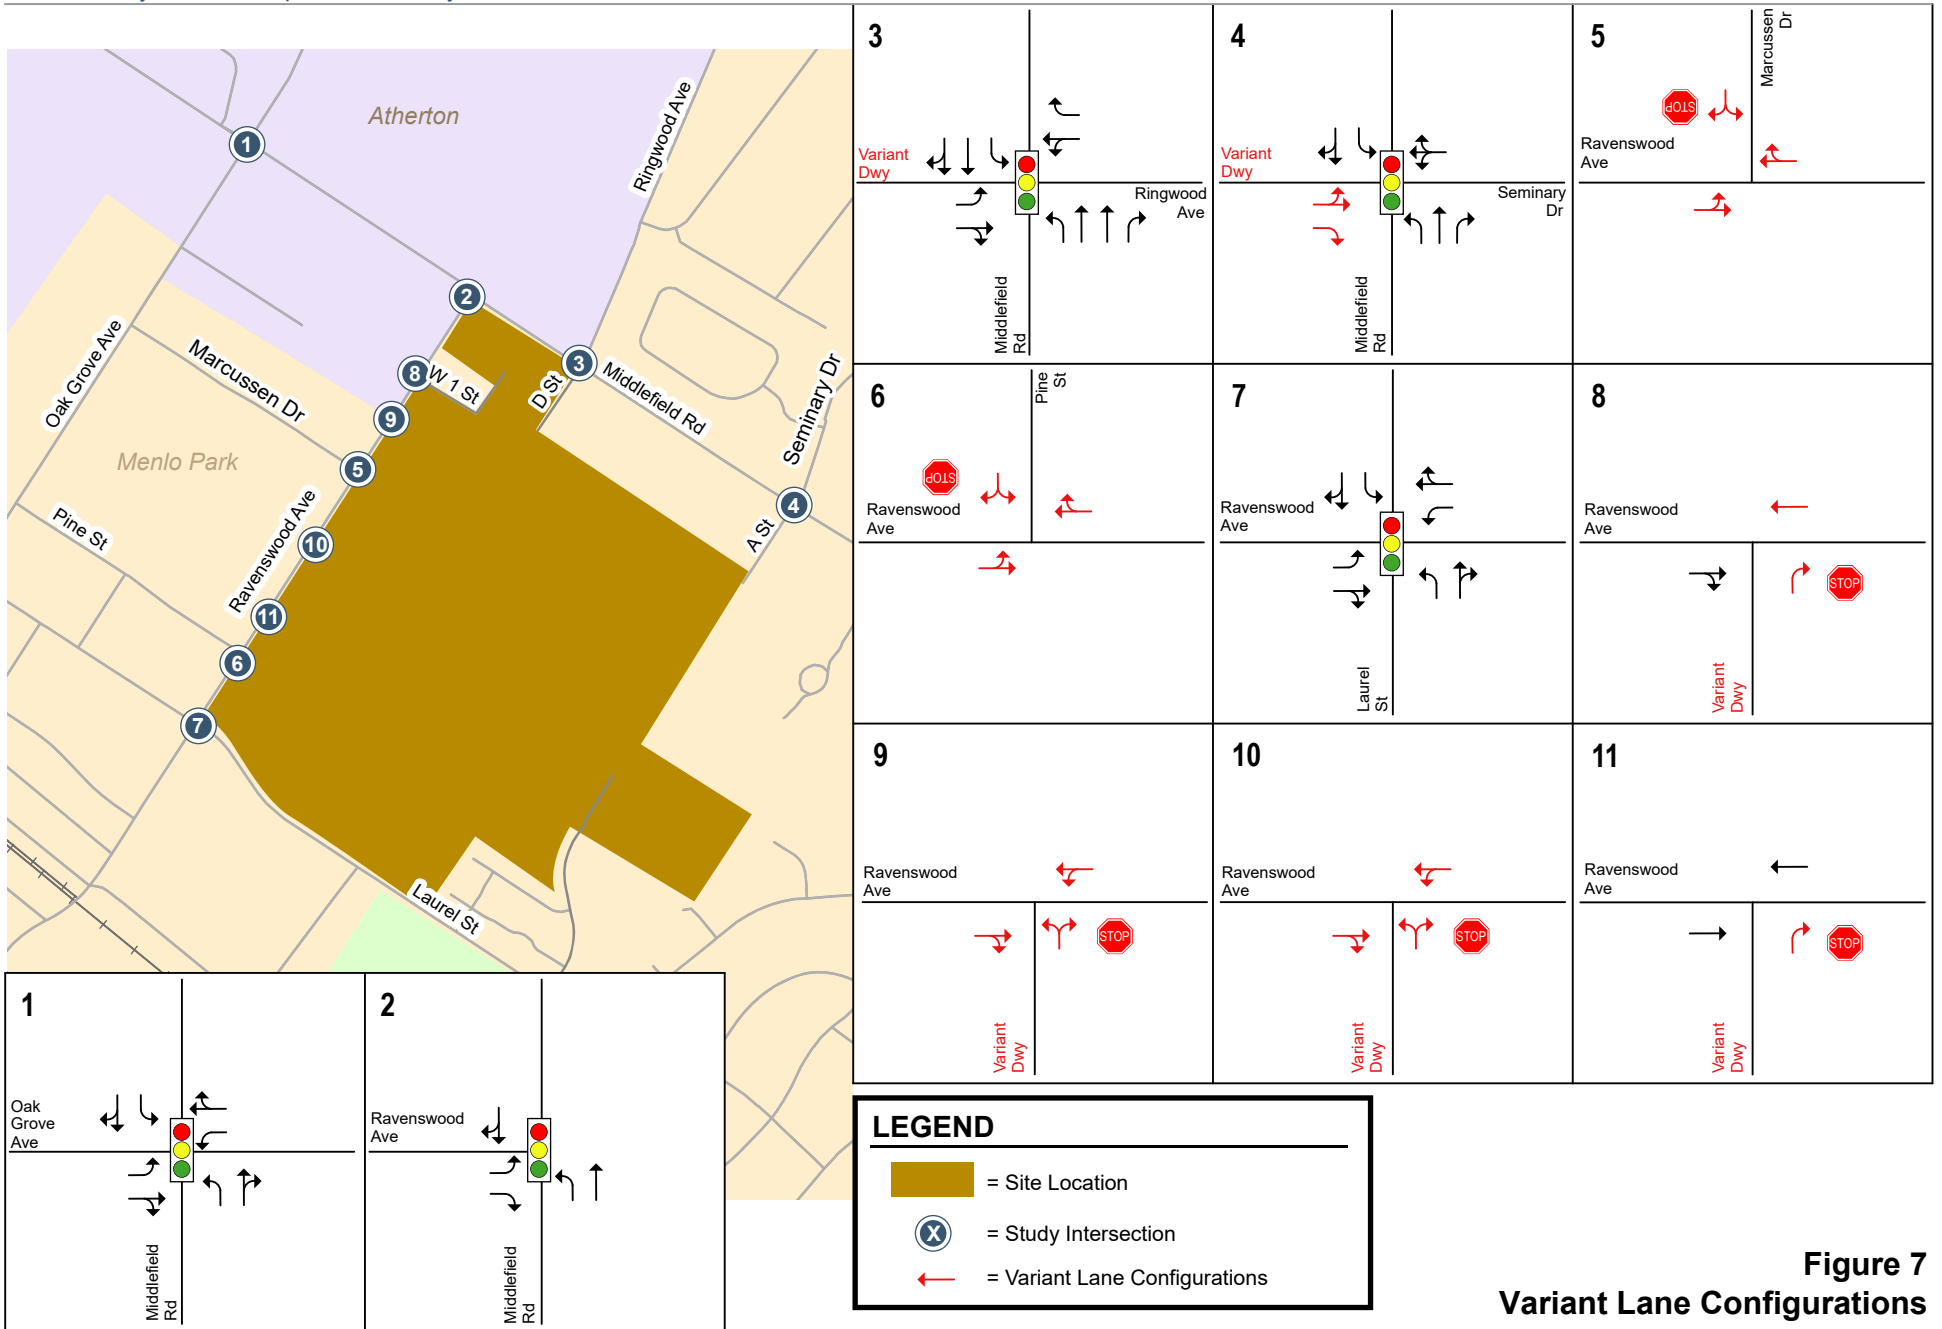 Atherton
Menlo Park
Ringwood Ave
Oak Grove Ave
Marcussen Dr
W 1 St
D St
Middlefield Rd
Seminary Dr
A St
Pine St
Ravenswood Ave
Laurel St
1
2
3
8
9
5
4
10
11
6
7
3
Variant
Dwy
Ringwood
Ave
Middlefield
Rd
4
Variant
Dwy
Seminary
Dr
Middlefield
Rd
5
Marcussen
Dr
STOP
Ravenswood
Ave
6
Pine
St
STOP
Ravenswood
Ave
7
Ravenswood
Ave
Laurel
St
8
Ravenswood
Ave
STOP
Variant
Dwy
9
Ravenswood
Ave
STOP
Variant
Dwy
10
Ravenswood
Ave
STOP
Variant
Dwy
11
Ravenswood
Ave
STOP
Variant
Dwy
1
Oak
Grove
Ave
Middlefield
Rd
2
Ravenswood
Ave
Middlefield
Rd
LEGEND
= Site Location
X = Study Intersection
= Variant Lane Configurations
Figure 7
Variant Lane Configurations